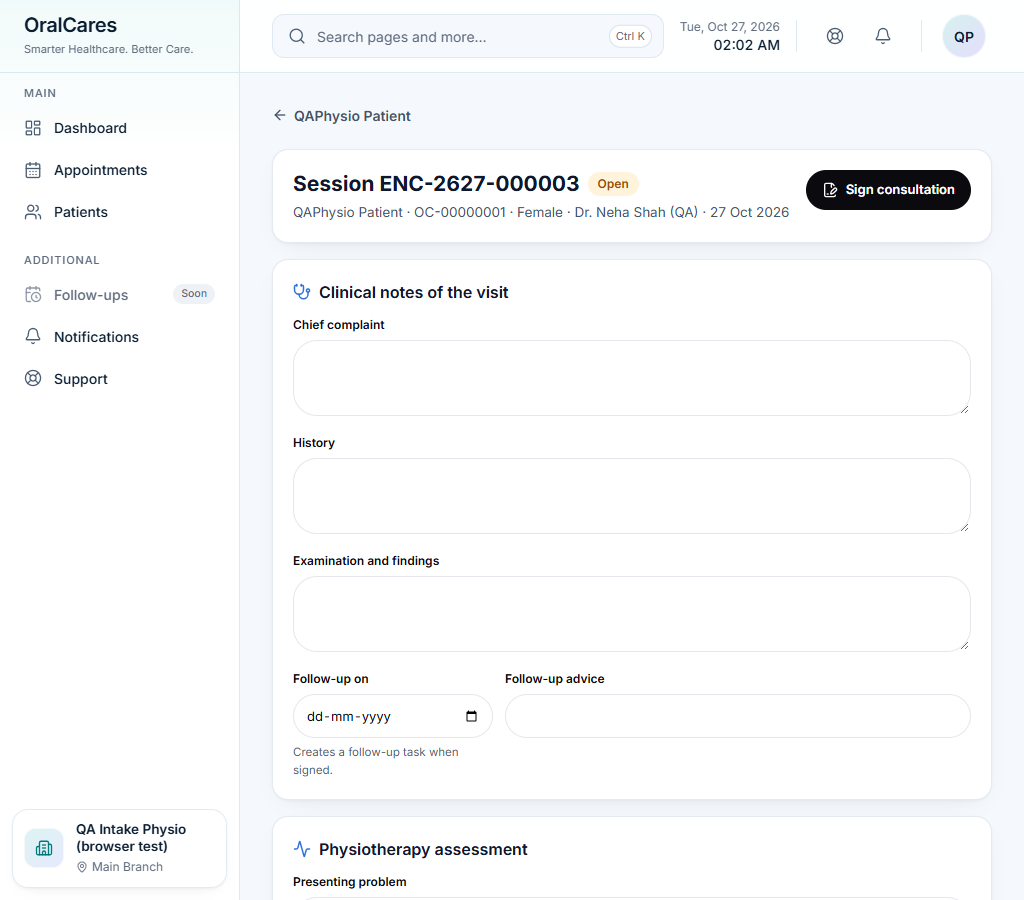 OralCares
Smarter Healthcare. Better Care.
Search pages and more...
Ctrl K
Tue, Oct 27, 2026
02:02 AM
QP
MAIN
Dashboard
Appointments
Patients
ADDITIONAL
Follow-ups
Soon
Notifications
Support
QA Intake Physio
(browser test)
Main Branch
QAPhysio Patient
Session ENC-2627-000003
Open
QAPhysio Patient · OC-00000001 · Female · Dr. Neha Shah (QA) · 27 Oct 2026
Sign consultation
Clinical notes of the visit
Chief complaint
History
Examination and findings
Follow-up on
Follow-up advice
dd-mm-yyyy
Creates a follow-up task when
signed.
Physiotherapy assessment
Presenting problem